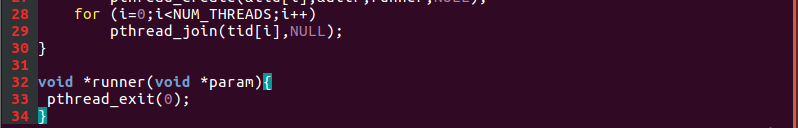 28 for (i=0;i<NUM_THREADS;i++)
29 pthread_join(tid[i],NULL);
30 }
31
32 void *runner(void *param){
33 pthread_exit(0);
34 }